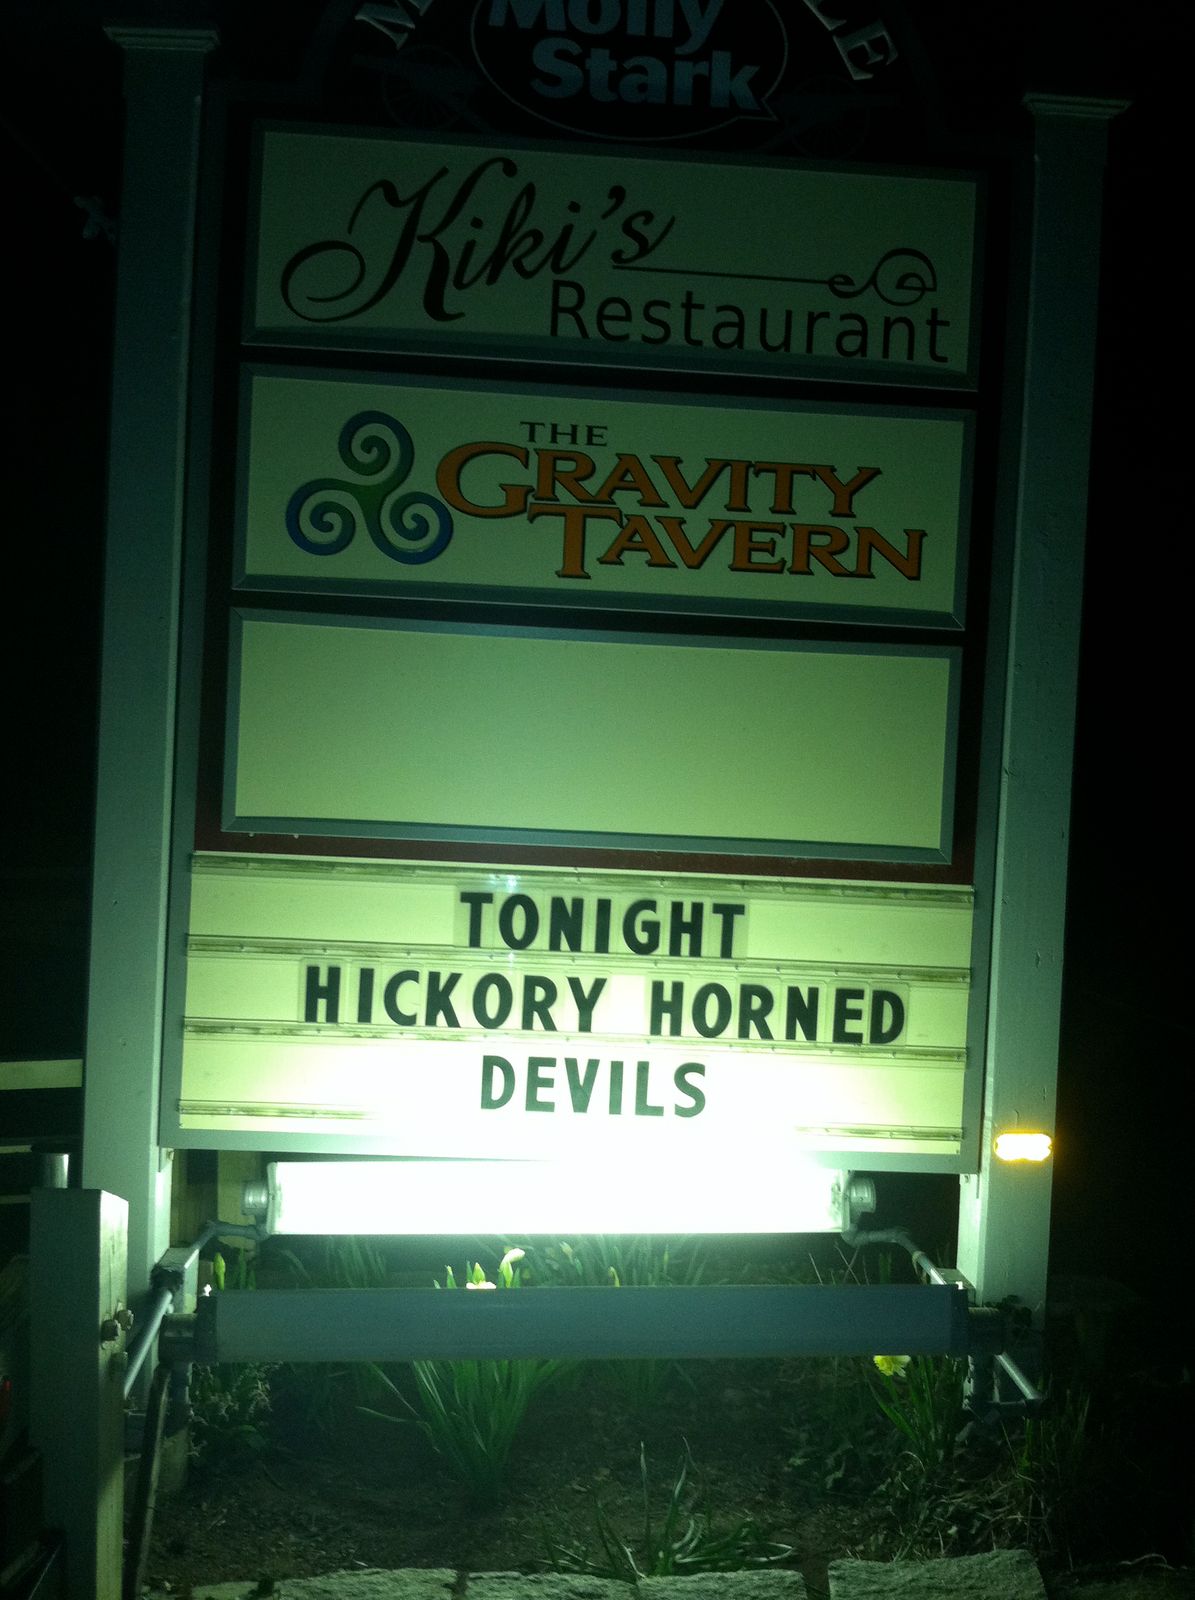 Molly
Stark
Kiki's
Restaurant
THE
GRAVITY
TAVERN
TONIGHT
HICKORY HORNED
DEVILS